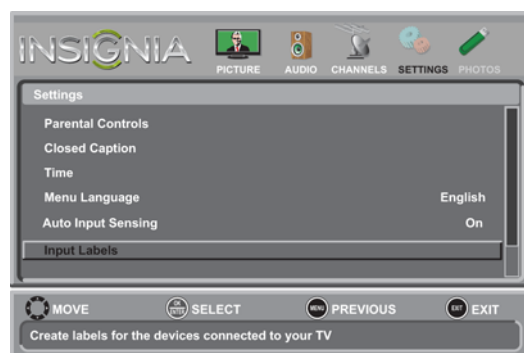 INSIGNIA
PICTURE AUDIO CHANNELS SETTINGS PHOTOS
Settings
Parental Controls
Closed Caption
Time
Menu Language English
Auto Input Sensing On
Input Labels
MOVE OK ENTER SELECT MENU PREVIOUS EXIT EXIT
Create labels for the devices connected to your TV